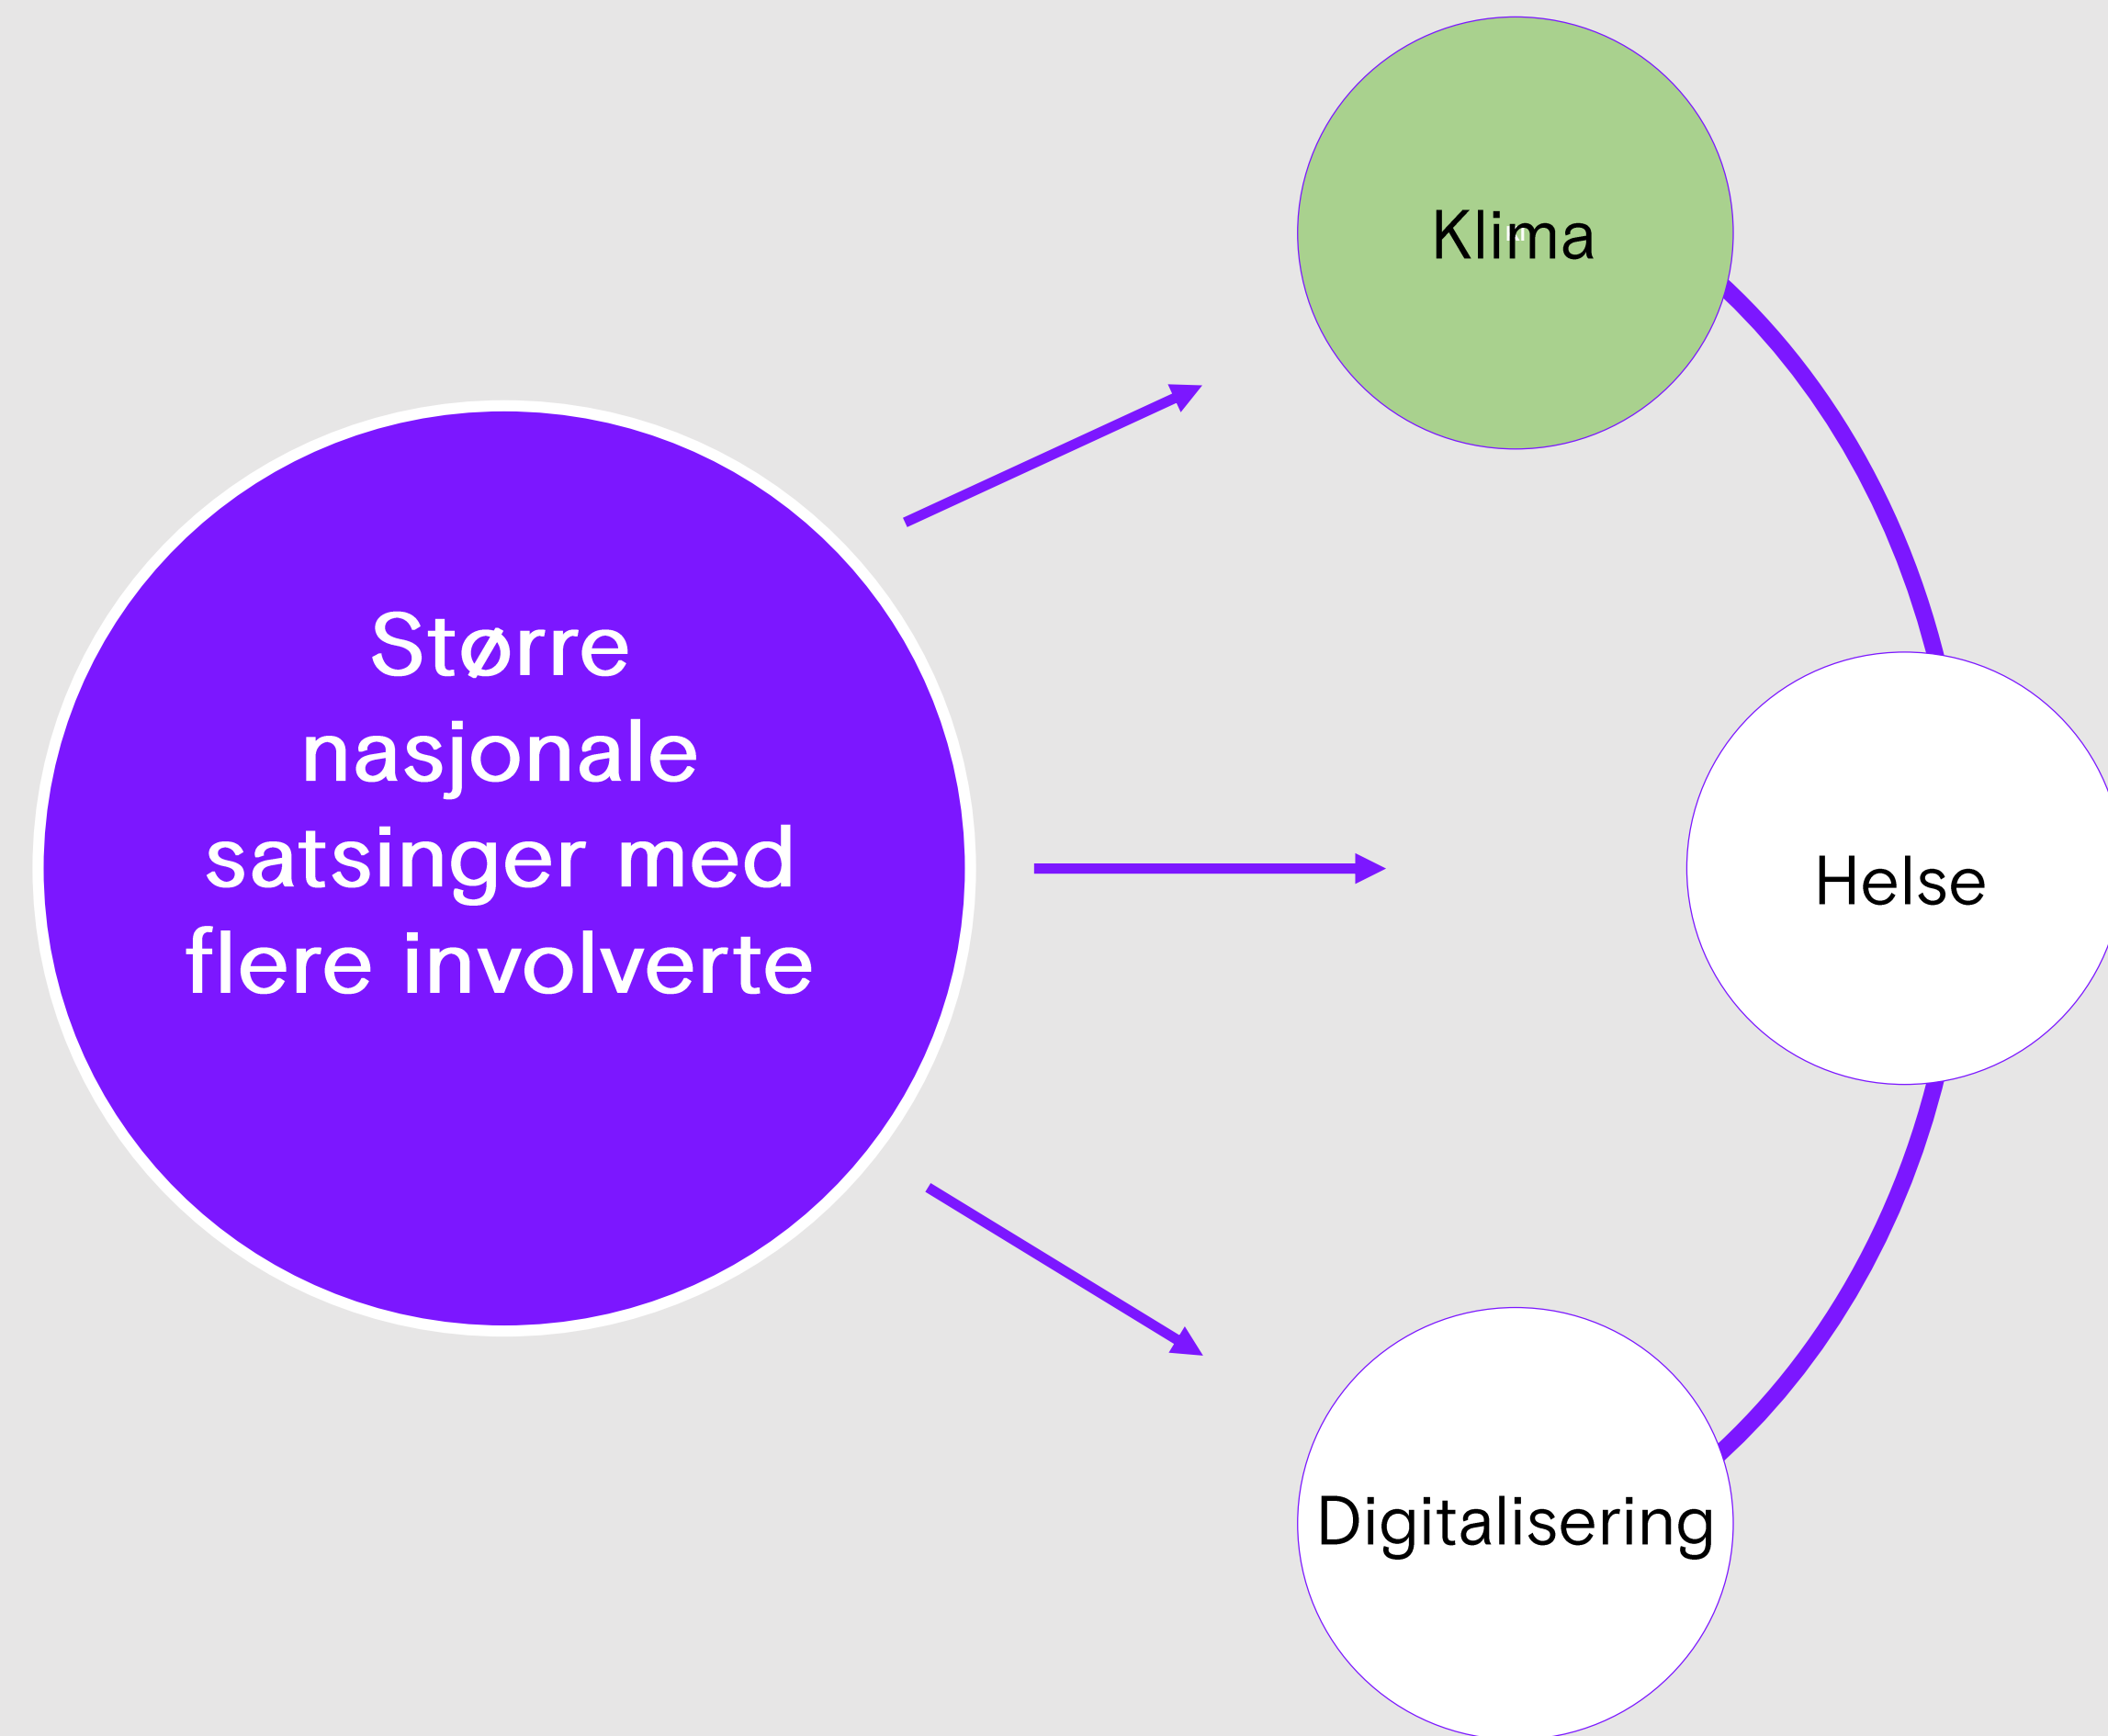 Større
nasjonale
satsinger med
flere involverte
Klima
Helse
Digitalisering